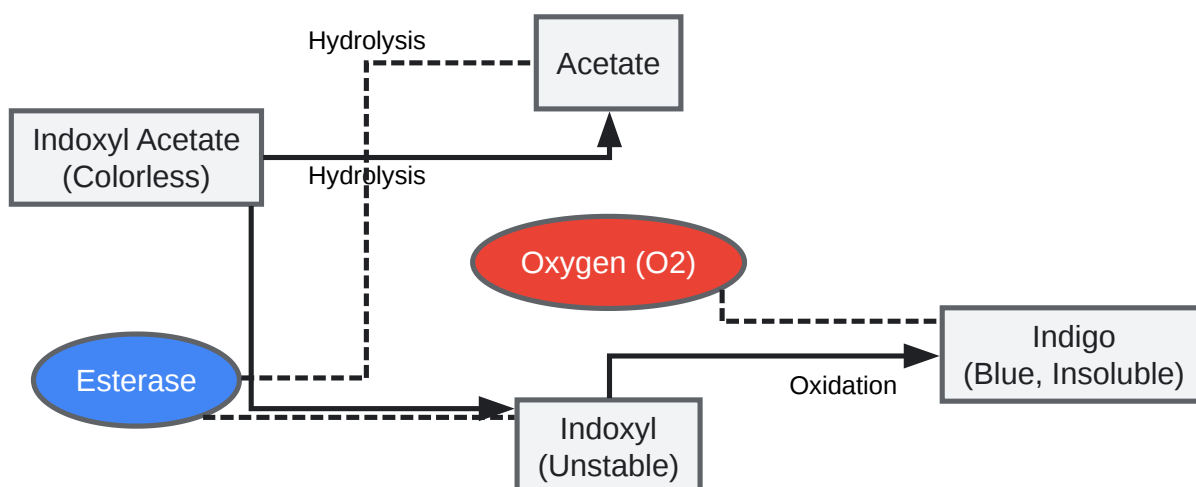 Hydrolysis
Acetate
Indoxyl Acetate
(Colorless)
Hydrolysis
Oxygen (O2)
Indigo
(Blue, Insoluble)
Esterase
Oxidation
Indoxyl
(Unstable)